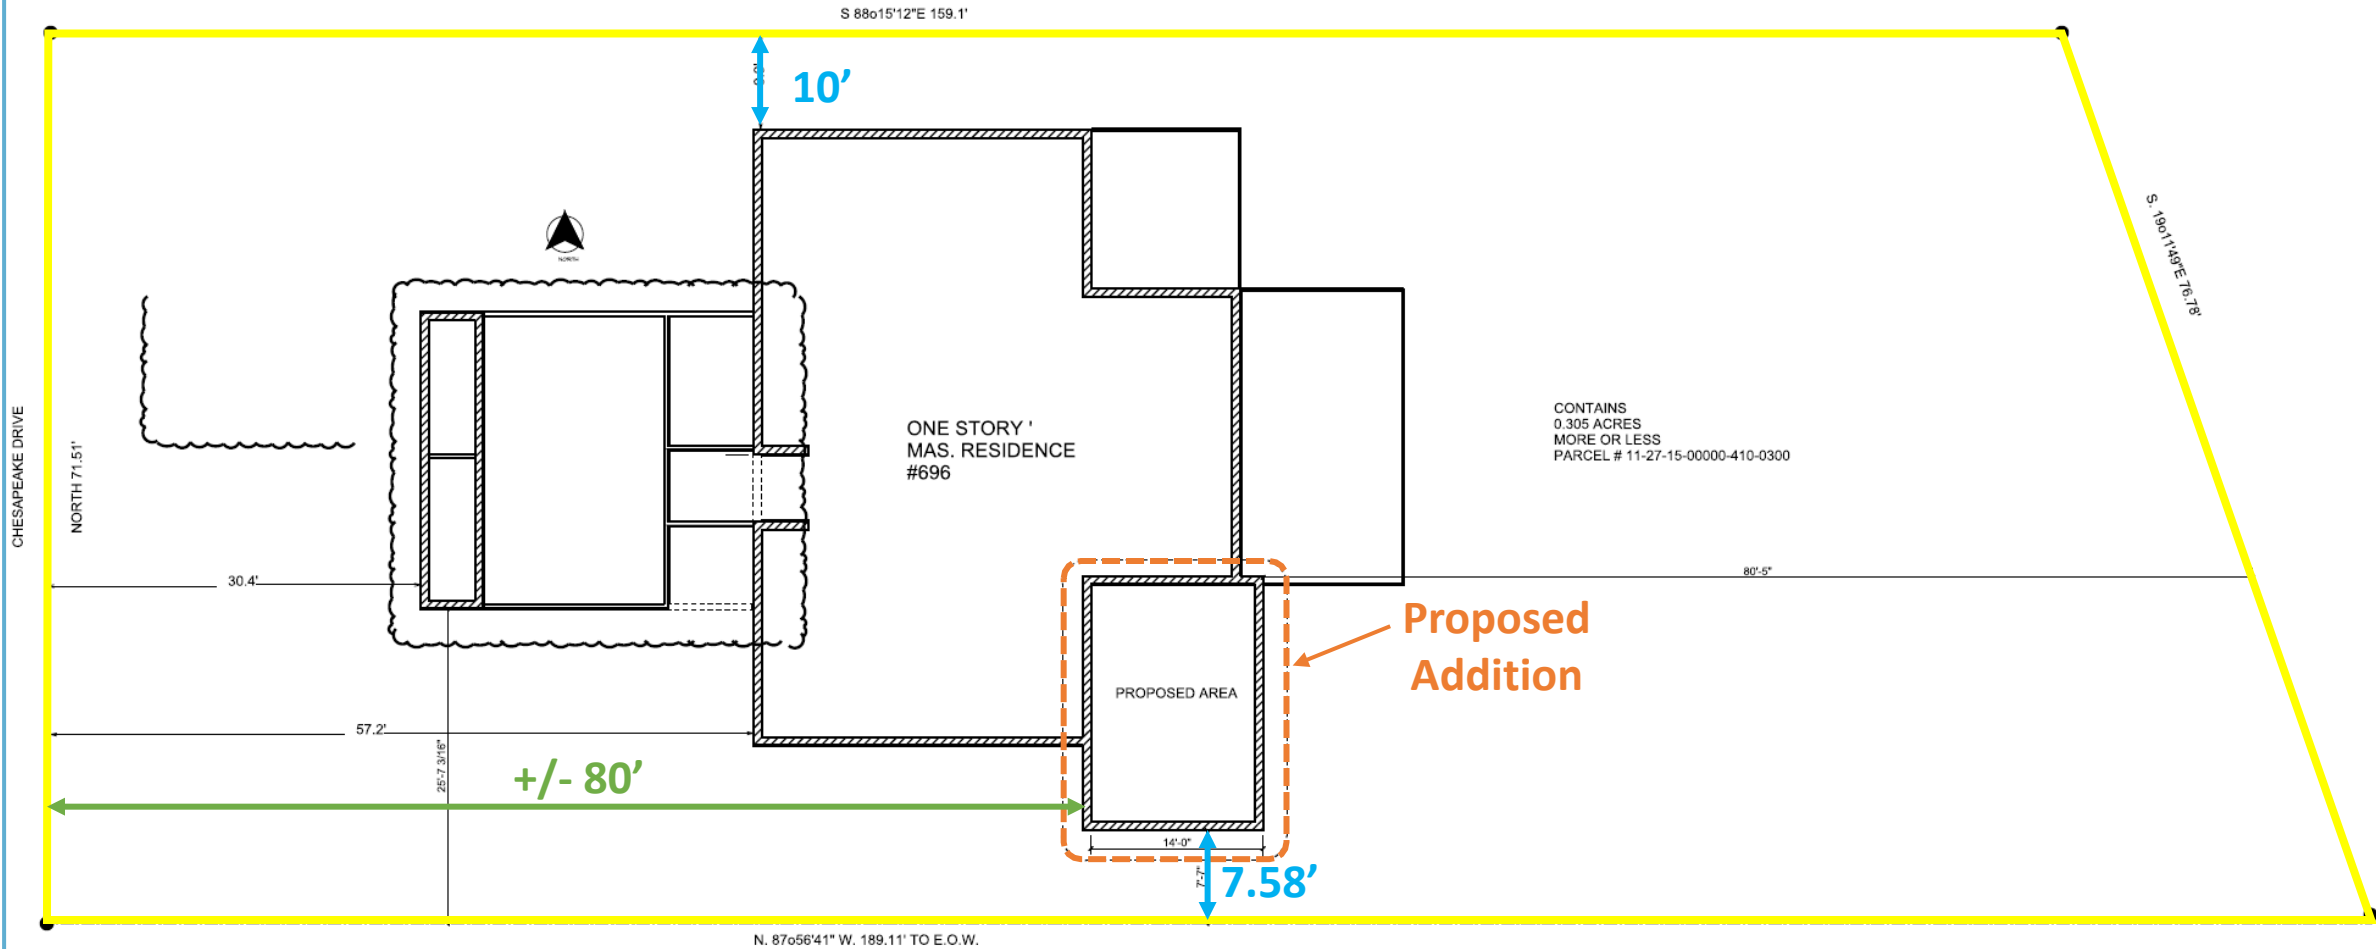 S 88o15'12"E 159.1'
10’
NORTH
S. 19o11'49"E 76.78'
CHESAPEAKE DRIVE
NORTH 71.51'
ONE STORY '
MAS. RESIDENCE
#696
CONTAINS
0.305 ACRES
MORE OR LESS
PARCEL # 11-27-15-00000-410-0300
30.4'
80'-5"
Proposed
Addition
PROPOSED AREA
57.2'
25'-7 3/16"
+/- 80’
14'-0"
7'-7"
7.58’
N. 87o56'41" W. 189.11' TO E.O.W.